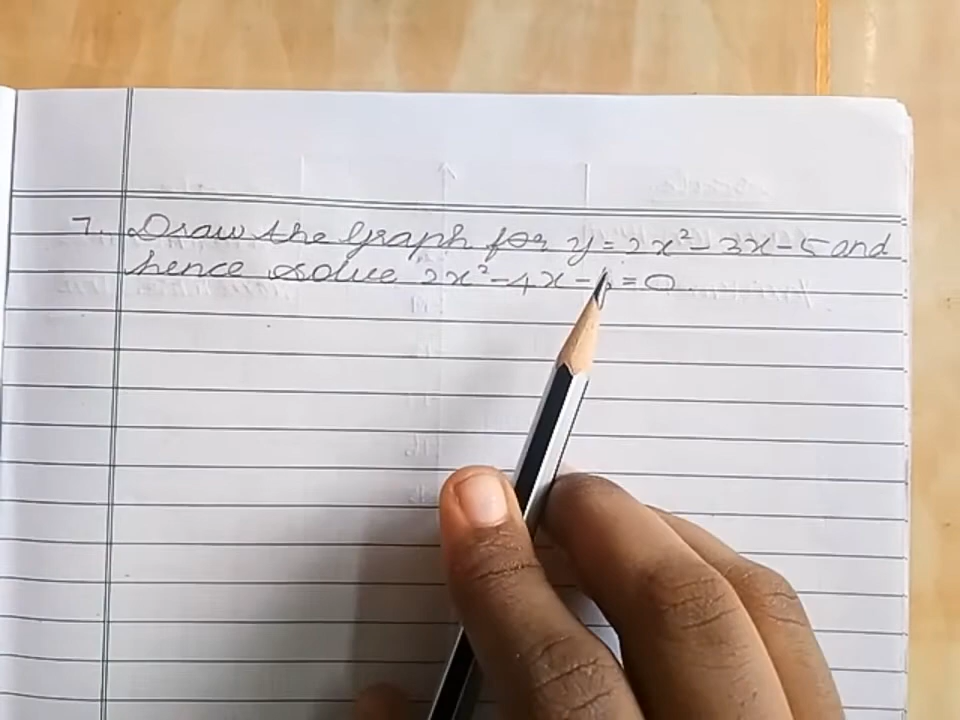 7. Draw the graph for y = 2x² - 3x - 5 and
hence solve 2x² - 4x - = 0